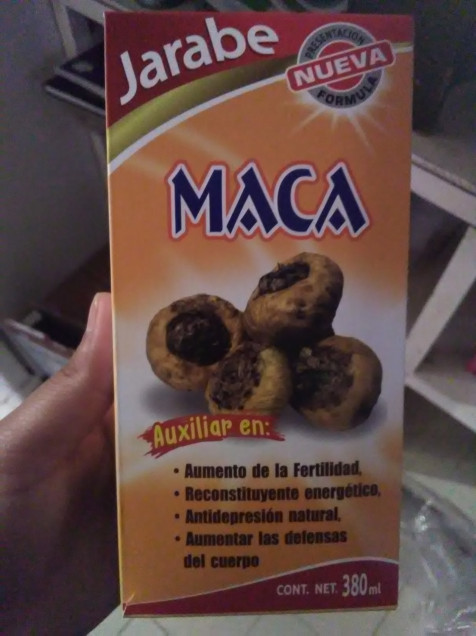 Jarabe
PRESENTACIÓN
NUEVA
FORMULA
MACA
Auxiliar en:
• Aumento de la Fertilidad,
• Reconstituyente energético,
• Antidepresión natural,
• Aumentar las defensas
del cuerpo
CONT. NET. 380ml